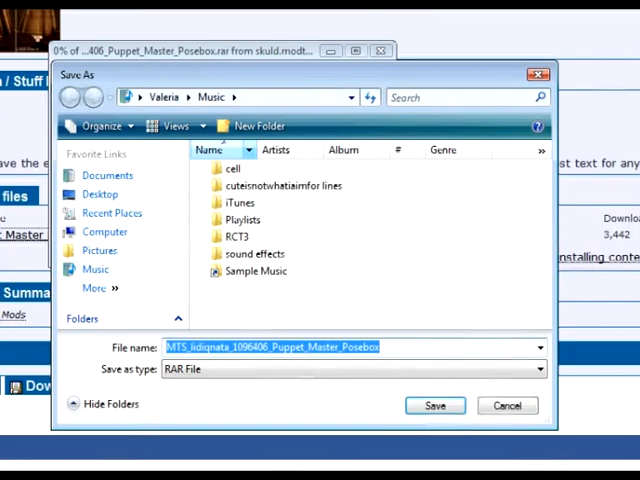 0% of ...406_Puppet_Master_Posebox.rar from skuld.modt...
/ Stuff
Save As
Valeria
Music
Search
Organize
Views
New Folder
ave the e
Favorite Links
Name
Artists
Album
#
Genre
»
st text for any
Documents
cell
Desktop
cuteisnotwhatiaimfor lines
files
Recent Places
iTunes
Playlists
Downloa
Computer
RCT3
t Master
3,442
Pictures
sound effects
nstalling conte
Music
Sample Music
More »
Summa
Mods
Folders
File name:
MTS_lidiqnata_1096406_Puppet_Master_Posebox
Save as type:
RAR File
Dow
Hide Folders
Save
Cancel